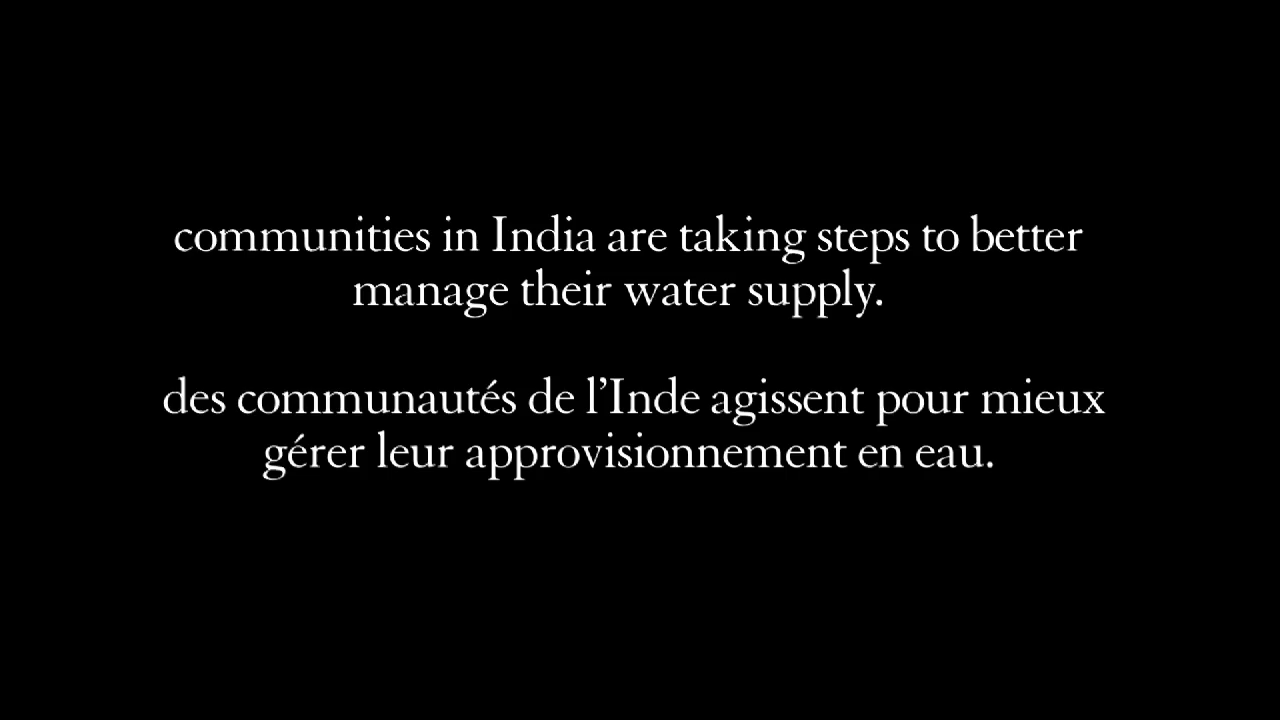 communities in India are taking steps to better
manage their water supply.
des communautés de l’Inde agissent pour mieux
gérer leur approvisionnement en eau.